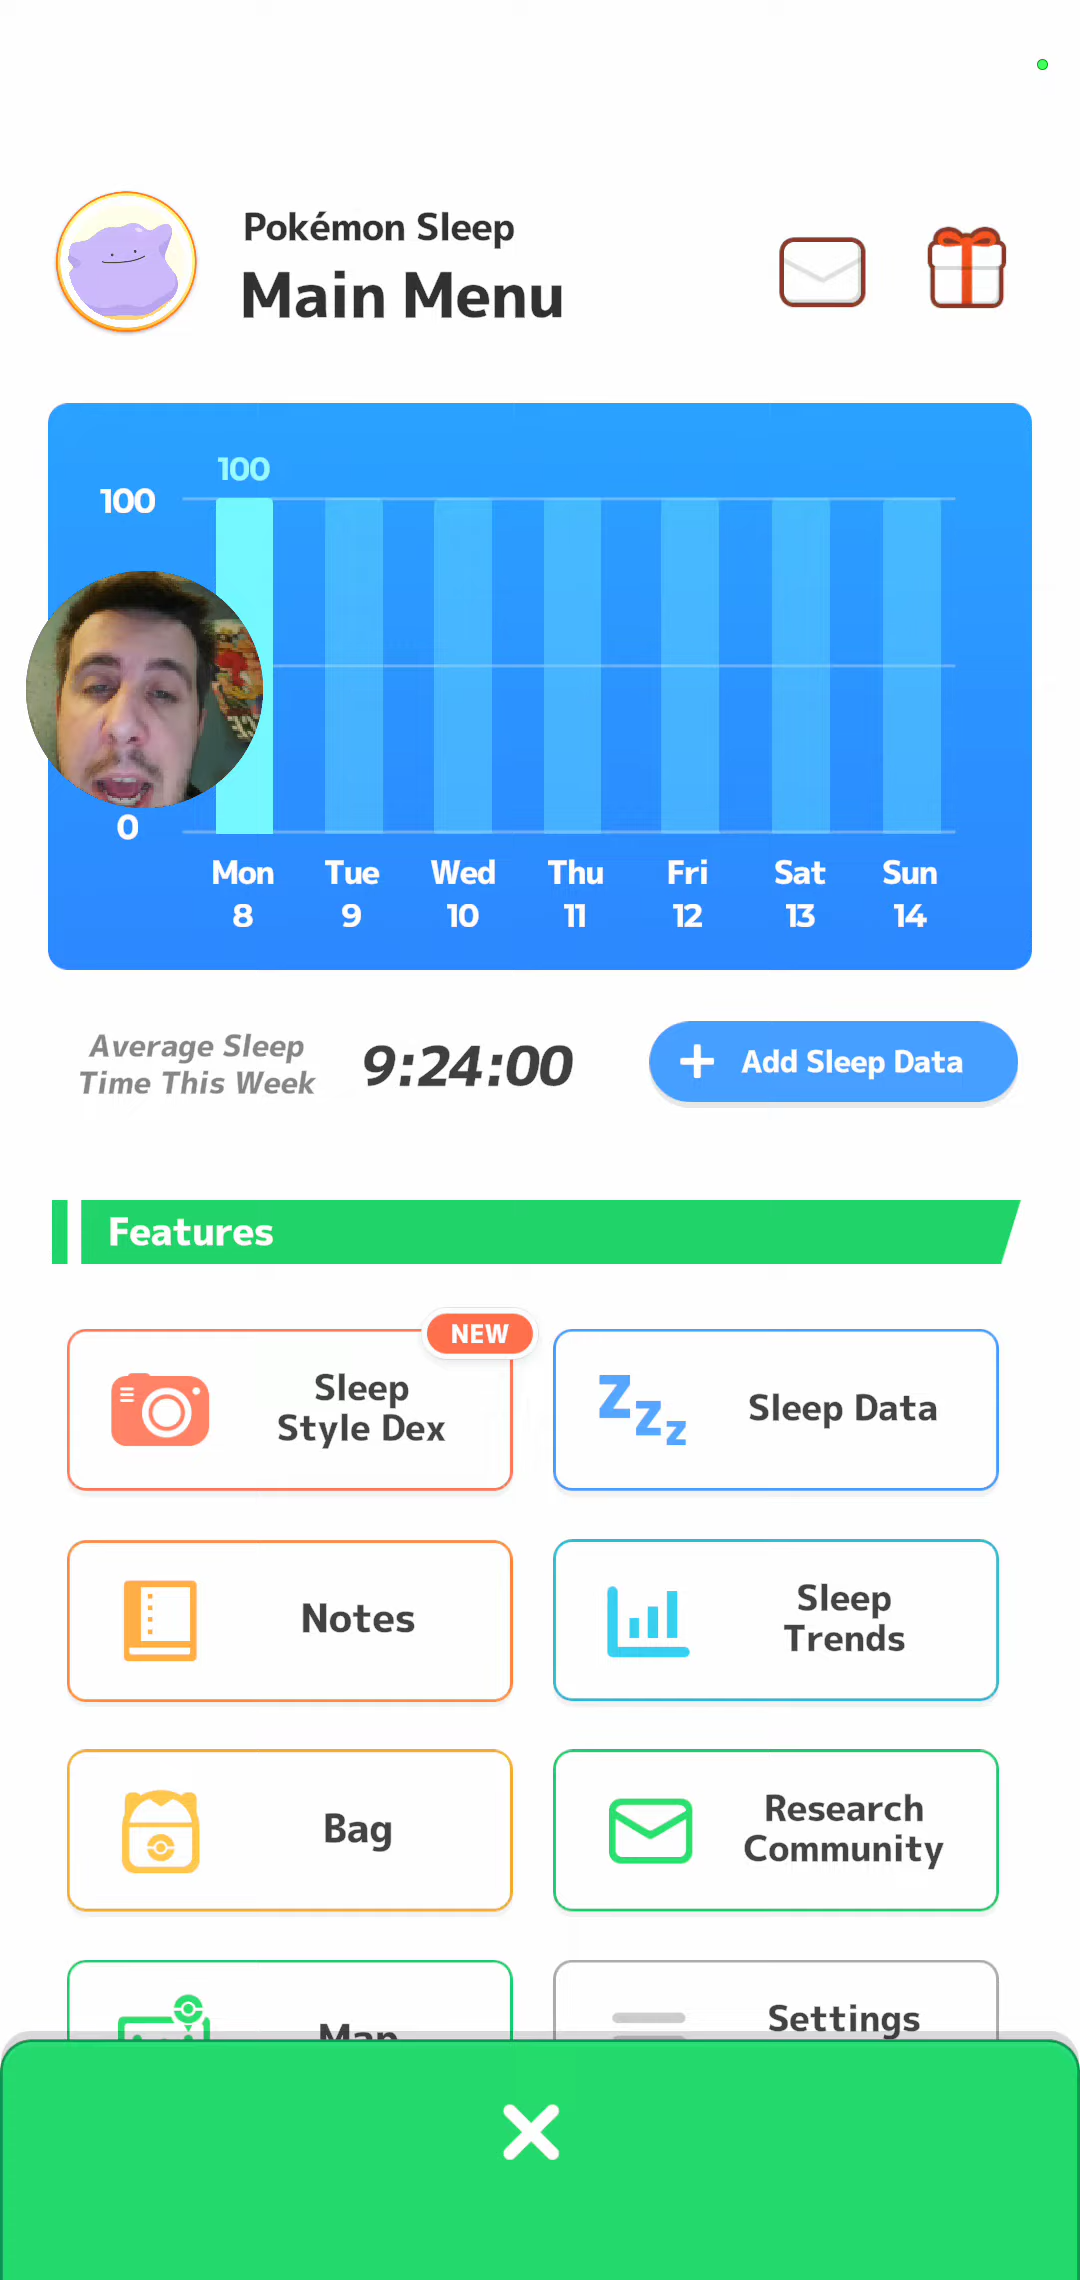 Pokémon Sleep
Main Menu
100
100
0
Mon Tue Wed Thu Fri Sat Sun
8 9 10 11 12 13 14
Average Sleep
Time This Week
9:24:00
Add Sleep Data
Features
NEW
Sleep
Style Dex
Sleep Data
Notes
Sleep
Trends
Bag
Research
Community
Map
Settings